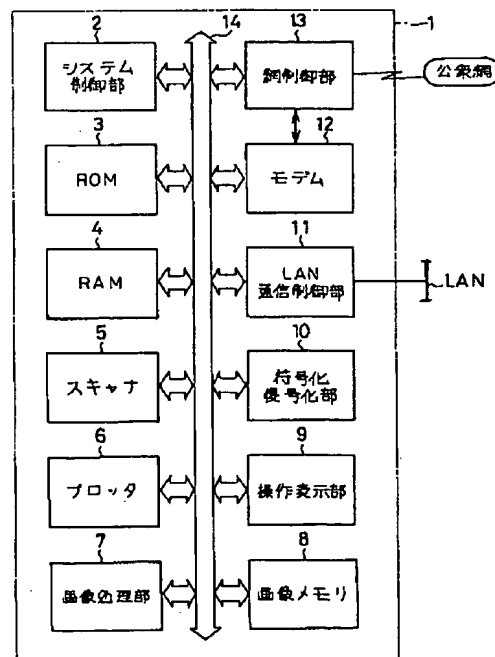 1
2
システム
制御部
3
ROM
4
RAM
5
スキャナ
6
プロッタ
7
画像処理部
14
13
網制御部
公衆網
12
モデム
11
LAN
通信制御部
LAN
10
符号化
復号化部
9
操作表示部
8
画像メモリ